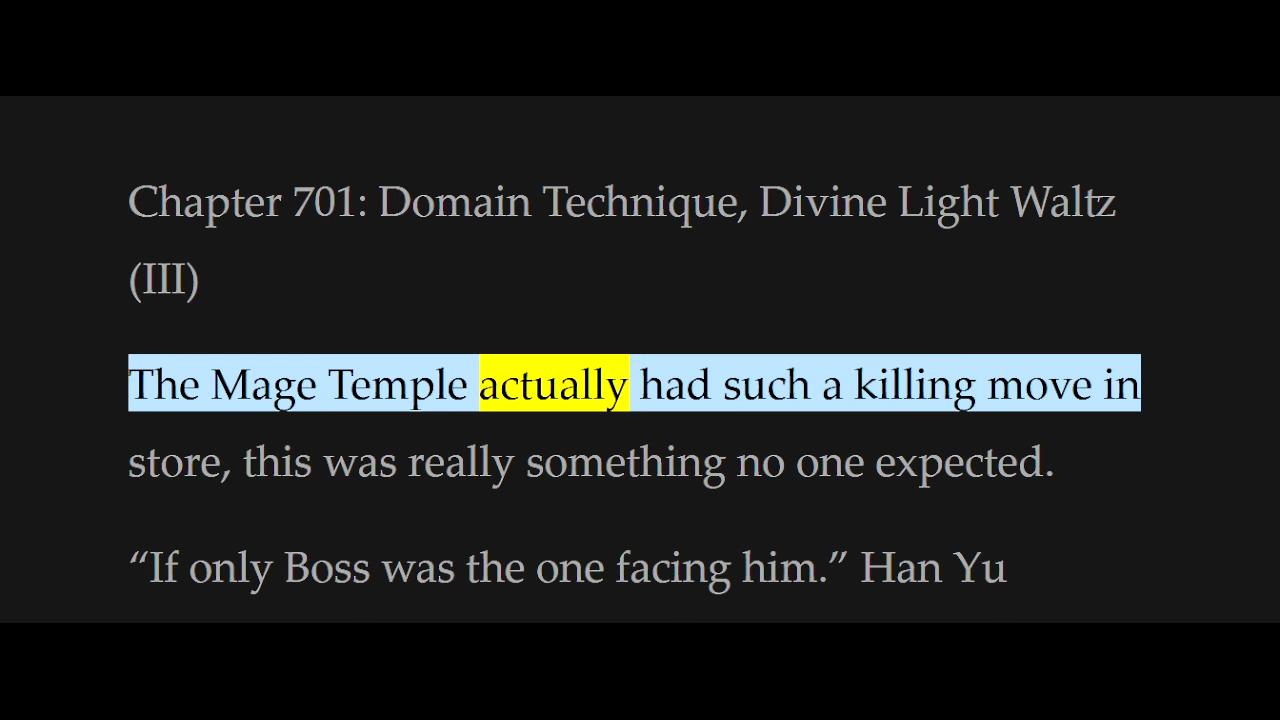 Chapter 701: Domain Technique, Divine Light Waltz
(III)
The Mage Temple actually had such a killing move in
store, this was really something no one expected.
“If only Boss was the one facing him.” Han Yu